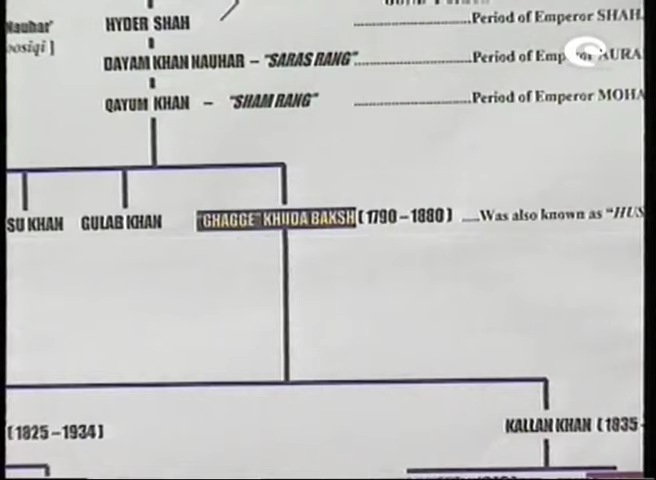 Nauhar"
HYDER SHAH
Period of Emperor SHAH
oosiqi ]
DAYAM KHAN NAUHAR – "SARAS RANG"
Period of AURA
QAYUM KHAN – "SHAM RANG"
Period of Emperor MOHA
SU KHAN
GULAB KHAN
"GHAGGE" KHUDA BAKSH (1790 – 1880)
Was also known as "HUS
(1825 – 1934)
KALLAN KHAN (1835